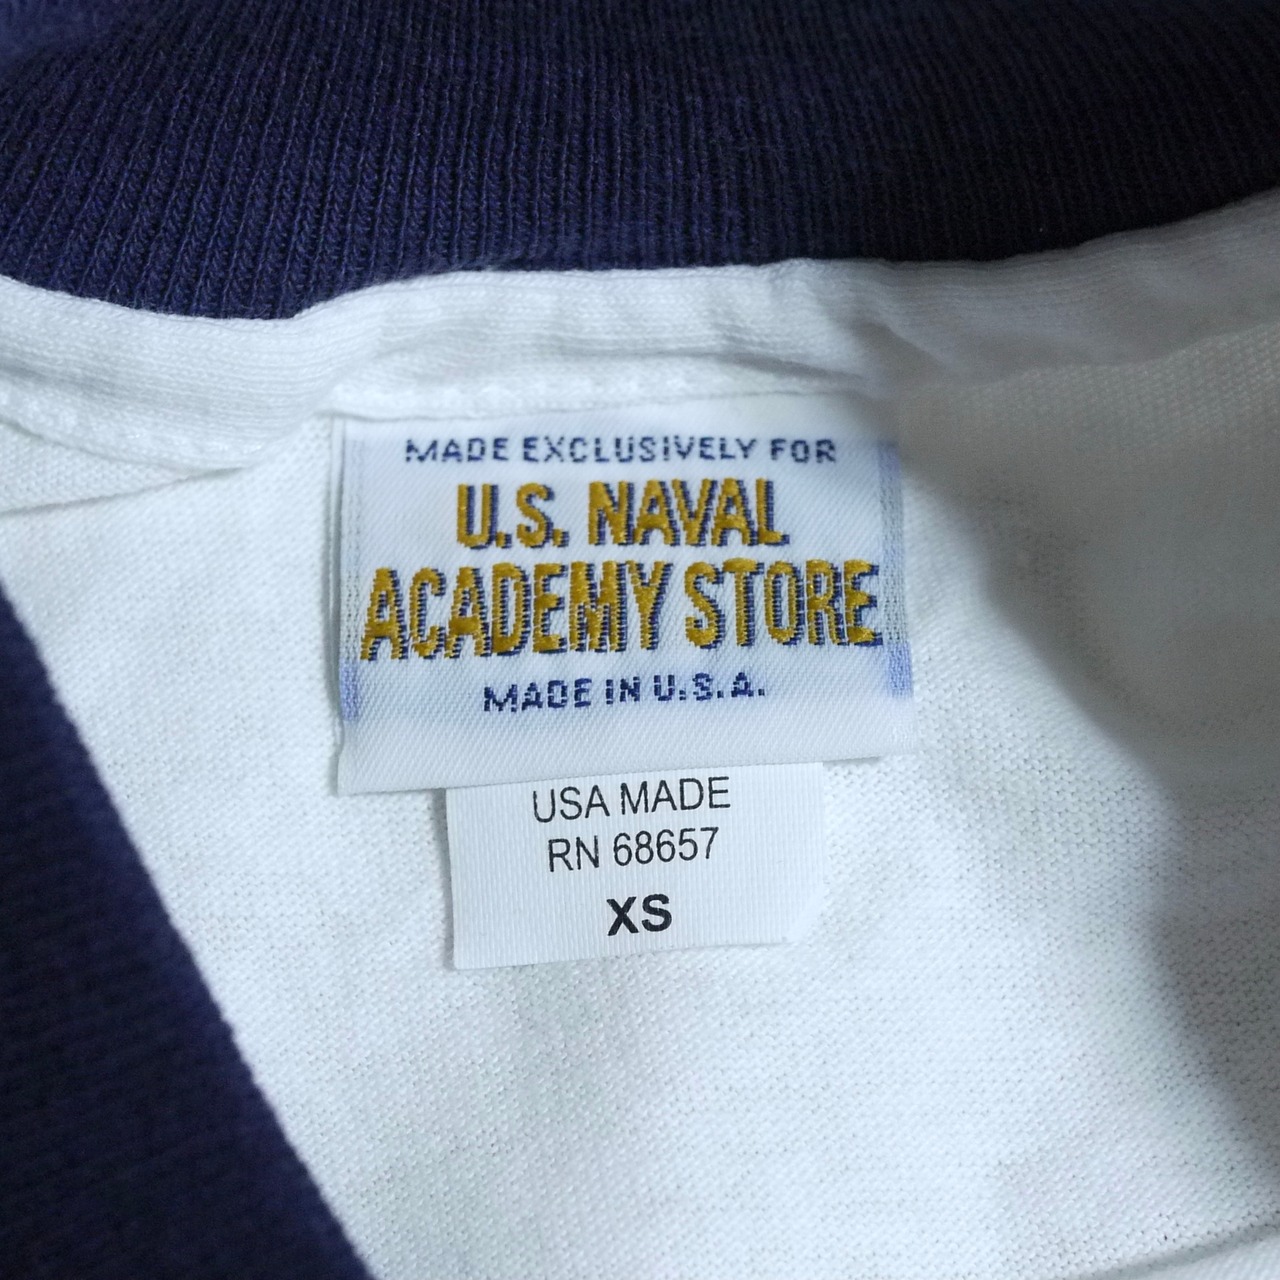 MADE EXCLUSIVELY FOR
U.S. NAVAL
ACADEMY STORE
MADE IN U.S.A.
USA MADE
RN 68657
XS